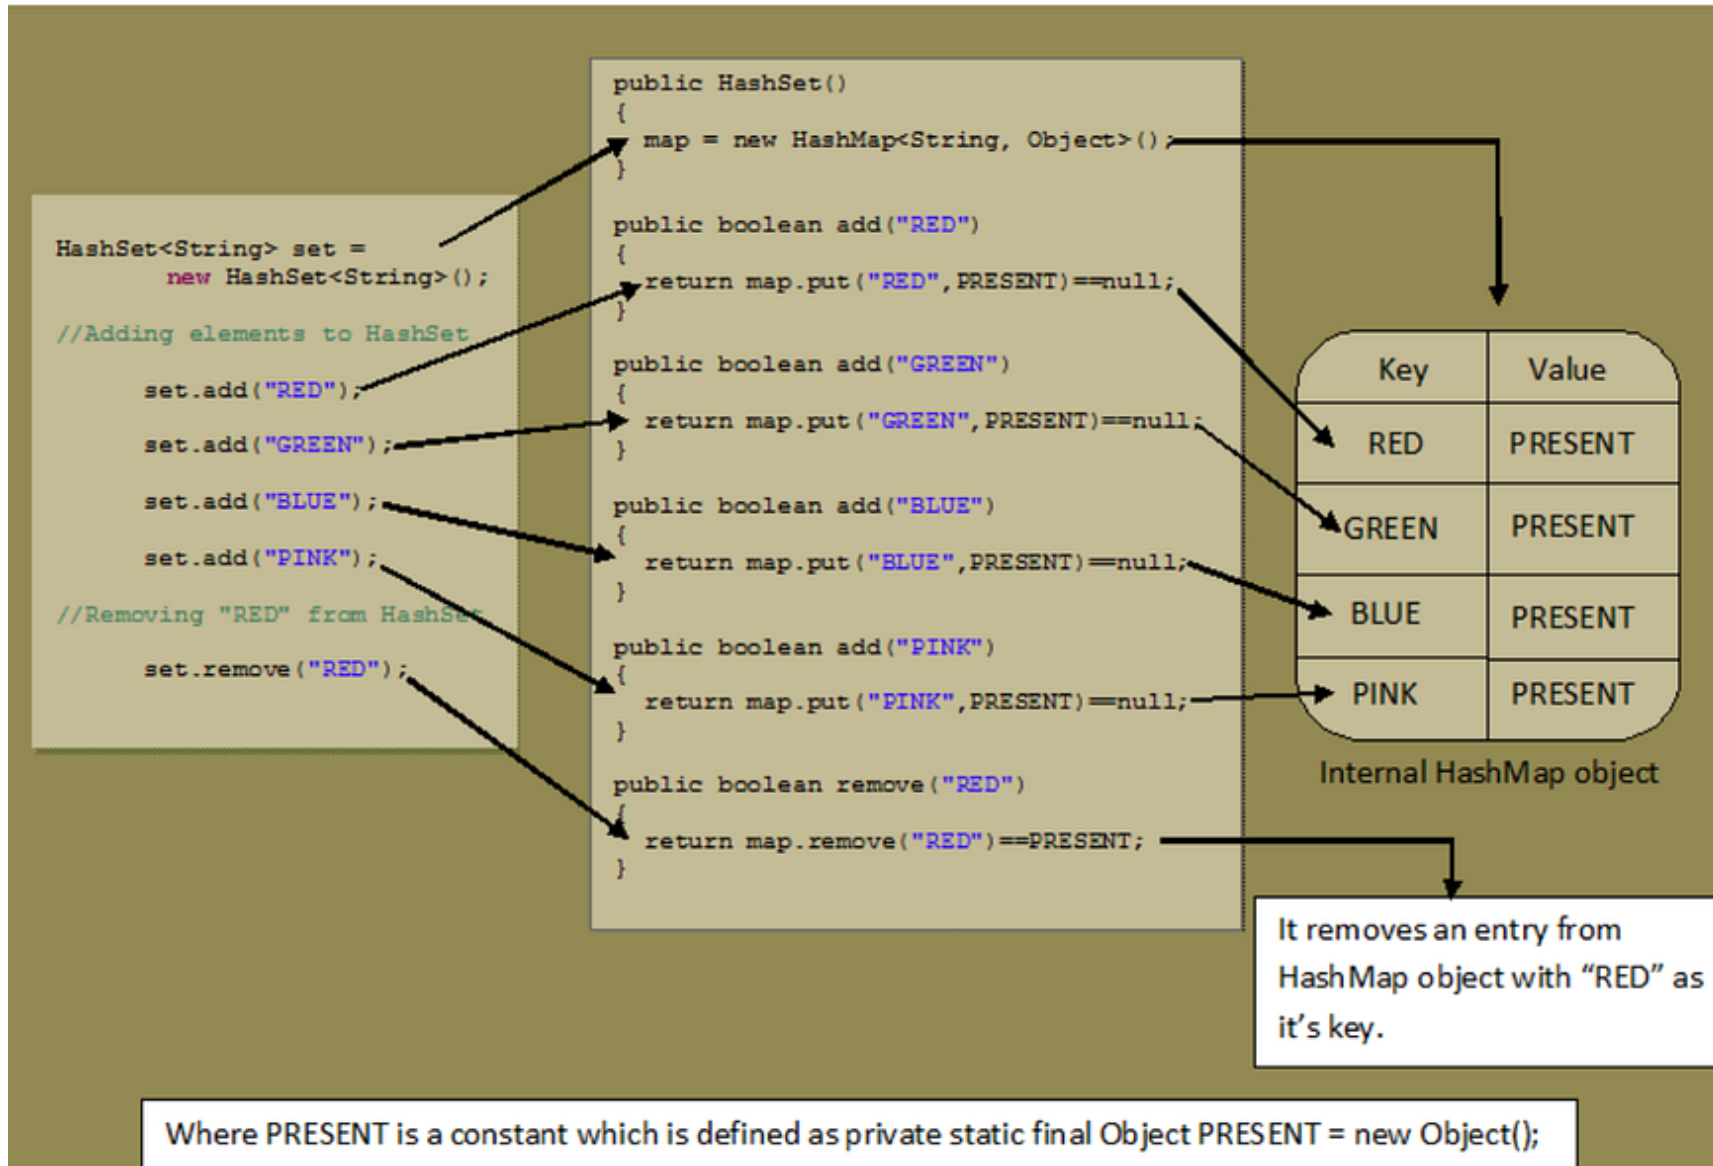 HashSet<String> set =
new HashSet<String>();
//Adding elements to HashSet
set.add("RED");
set.add("GREEN");
set.add("BLUE");
set.add("PINK");
//Removing "RED" from HashSet
set.remove("RED");
public HashSet()
{
map = new HashMap<String, Object>();
}
public boolean add("RED")
{
return map.put("RED",PRESENT)==null;
}
public boolean add("GREEN")
{
return map.put("GREEN",PRESENT)==null;
}
public boolean add("BLUE")
{
return map.put("BLUE",PRESENT)==null;
}
public boolean add("PINK")
{
return map.put("PINK",PRESENT)==null;
}
public boolean remove("RED")
{
return map.remove("RED")==PRESENT;
}
Key Value
RED PRESENT
GREEN PRESENT
BLUE PRESENT
PINK PRESENT
Internal HashMap object
It removes an entry from
HashMap object with “RED” as
it’s key.
Where PRESENT is a constant which is defined as private static final Object PRESENT = new Object();